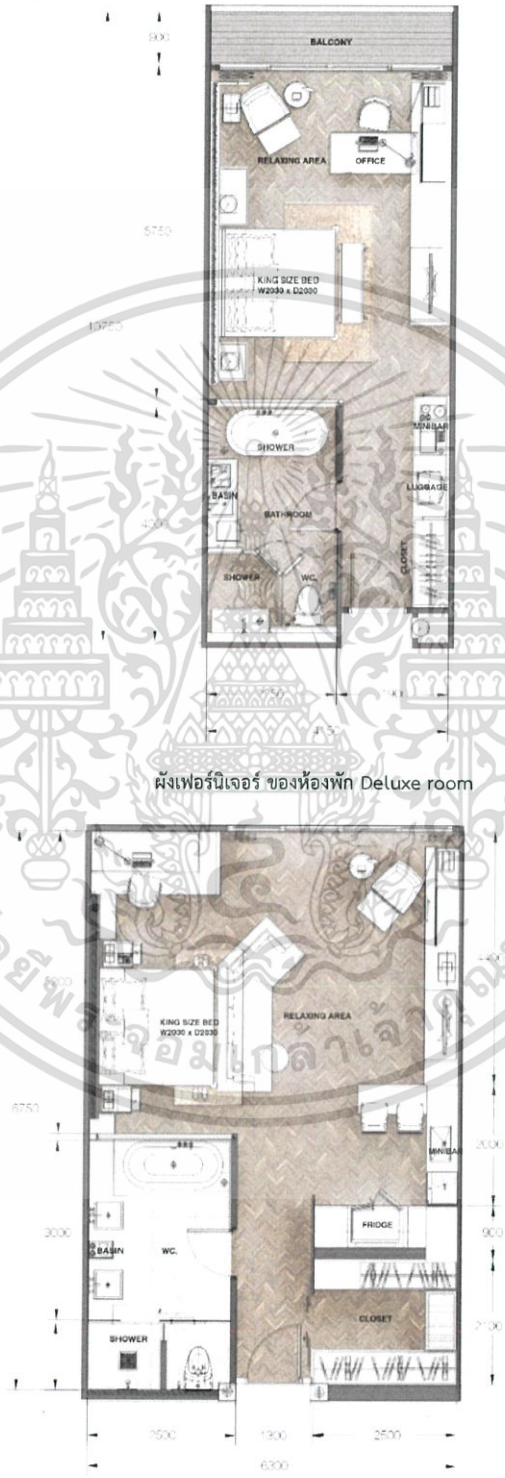 900
BALCONY
RELAXING AREA
OFFICE
5750
KING SIZE BED
W2030 x D2030
10750
MINIBAR
SHOWER
LUGGAGE
BASIN
BATHROOM
CLOSET
SHOWER
WC.
ผังเฟอร์นิเจอร์ ของห้องพัก Deluxe room
KING SIZE BED
W2030 x D2030
RELAXING AREA
6750
2000
MINIBAR
FRIDGE
900
3000
BASIN
WC.
CLOSET
SHOWER
2500
1300
2500
6300